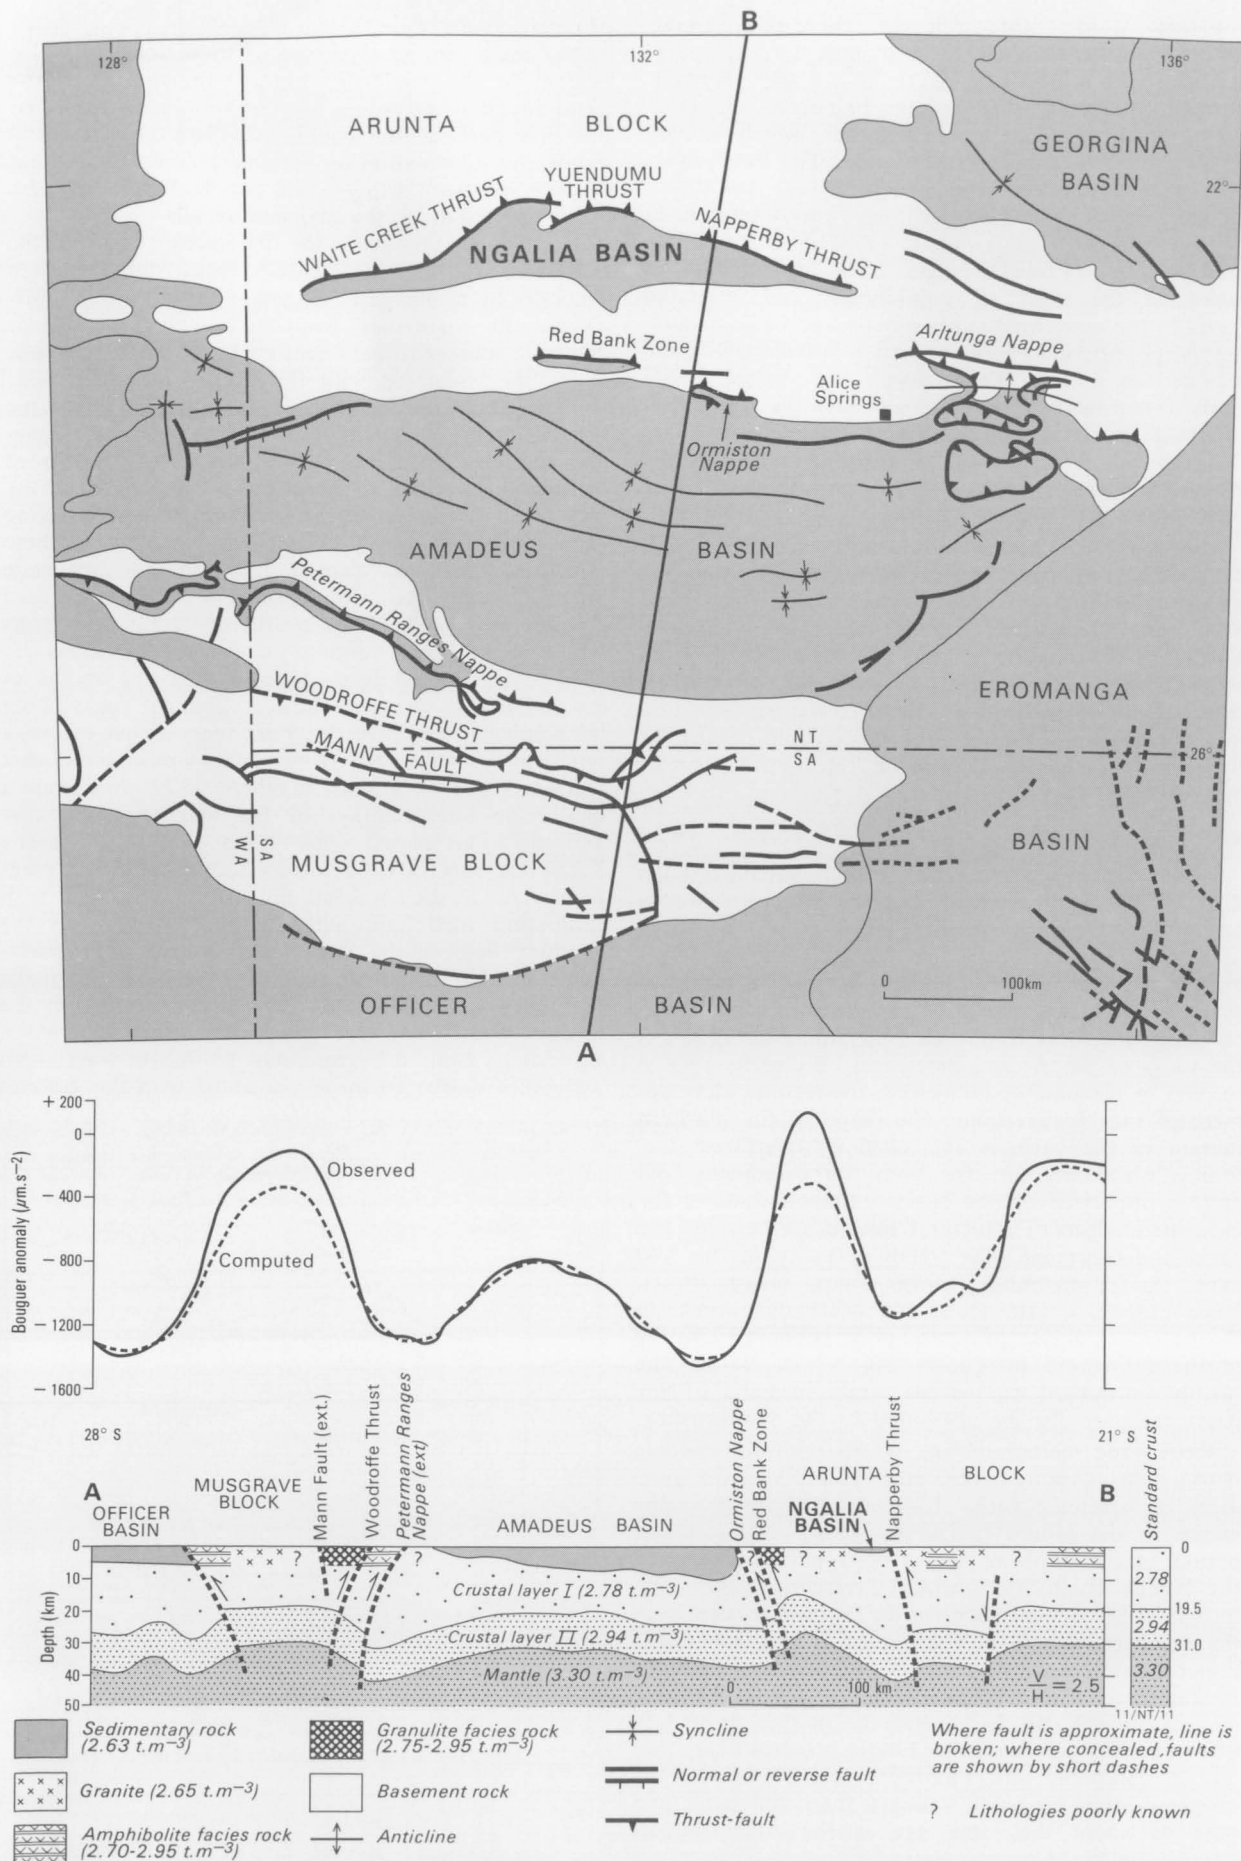 B
128°
132°
136°
ARUNTA BLOCK
GEORGINA
BASIN
22°
YUENDUMU
THRUST
WAITE CREEK THRUST
NAPPERBY THRUST
NGALIA BASIN
Red Bank Zone
Arltunga Nappe
Alice
Springs
Ormiston
Nappe
AMADEUS BASIN
Petermann Ranges Nappe
WOODROFFE THRUST
EROMANGA
MANN FAULT
NT
SA
26°
SA
WA
MUSGRAVE BLOCK
BASIN
0 100km
OFFICER BASIN
A
+ 200
0
− 400
− 800
− 1200
− 1600
Bouguer anomaly (μm.s−2)
Observed
Computed
28° S
21° S
Mann Fault (ext.)
Woodroffe Thrust
Petermann Ranges
Nappe (ext)
Ormiston Nappe
Red Bank Zone
Napperby Thrust
Standard crust
A
B
OFFICER
BASIN
MUSGRAVE
BLOCK
AMADEUS BASIN
ARUNTA BLOCK
NGALIA
BASIN
0
10
20
30
40
50
Depth (km)
? ? ? ? ?
Crustal layer I (2.78 t.m−3)
Crustal layer II (2.94 t.m−3)
Mantle (3.30 t.m−3)
0 100 km
V/H = 2.5
0
2.78
19.5
2.94
31.0
3.30
11/NT/11
Sedimentary rock
(2.63 t.m−3)
Granite (2.65 t.m−3)
Amphibolite facies rock
(2.70-2.95 t.m−3)
Granulite facies rock
(2.75-2.95 t.m−3)
Basement rock
Anticline
Syncline
Normal or reverse fault
Thrust-fault
Where fault is approximate, line is
broken; where concealed, faults
are shown by short dashes
? Lithologies poorly known